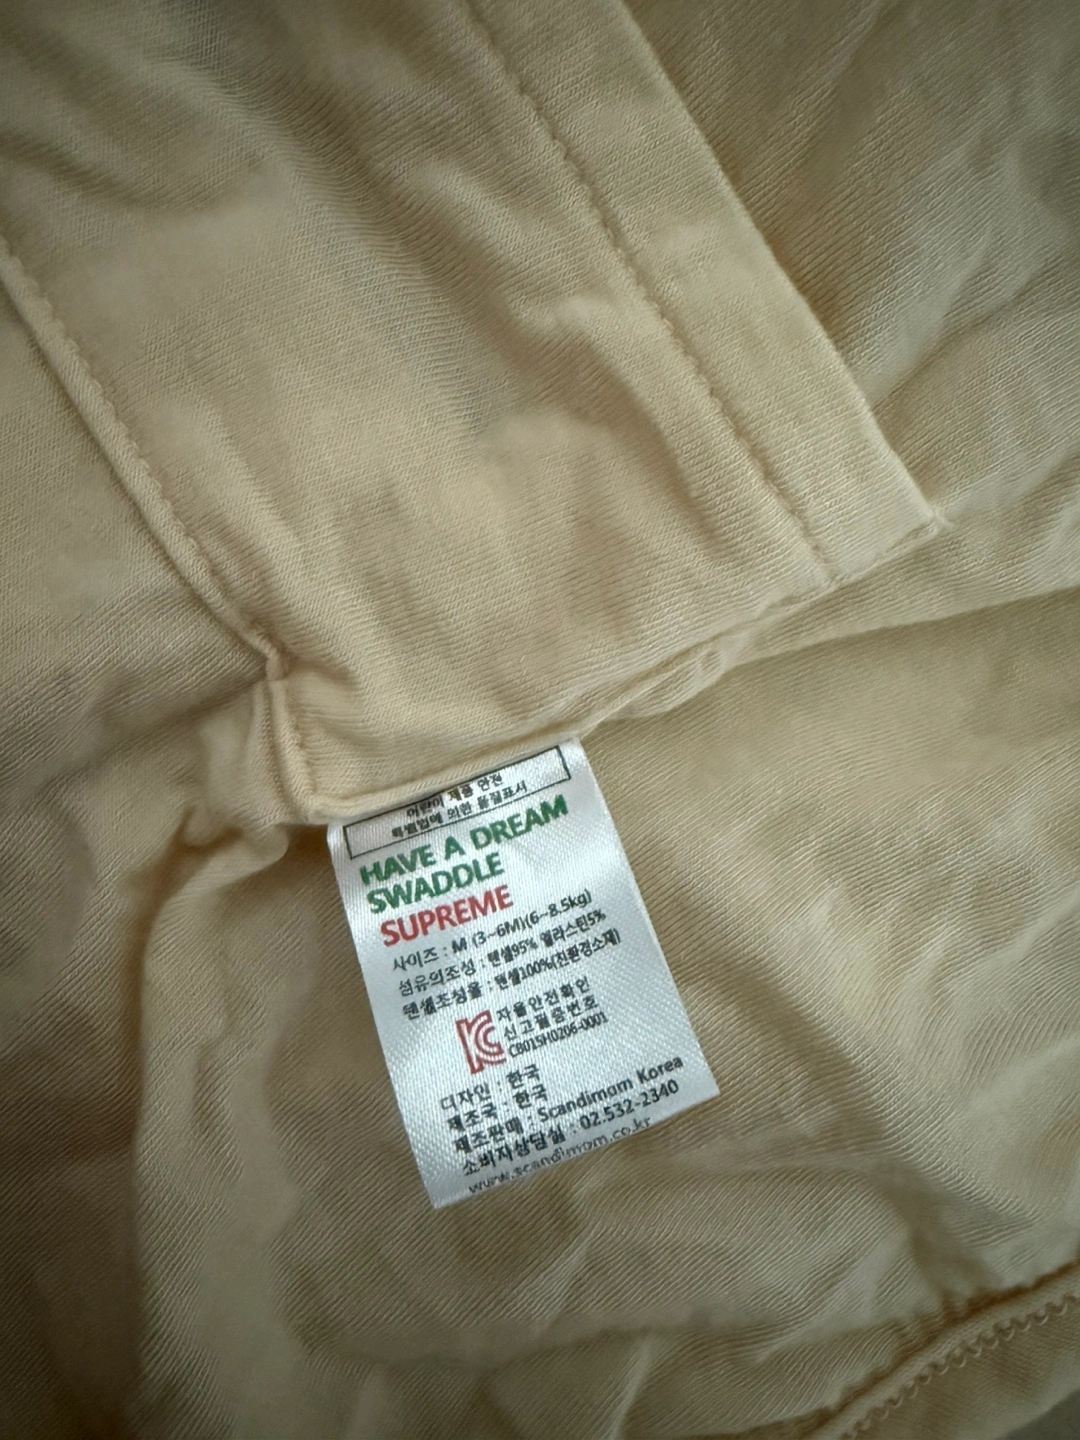 어린이 제품 안전
특별법에 의한 품질표시
HAVE A DREAM
SWADDLE
SUPREME
사이즈 : M (3~6M)(6~8.5kg)
섬유의조성 : 텐셀95% 엘라스틴5%
텐셀조성율 : 텐셀100%(친환경소재)
자율안전확인
신고필증번호
CB015H0206-0001
디자인 : 한국
제조국 : 한국
제조판매 : Scandimom Korea
소비자상담실 : 02.532-2340
www.scandimom.co.kr